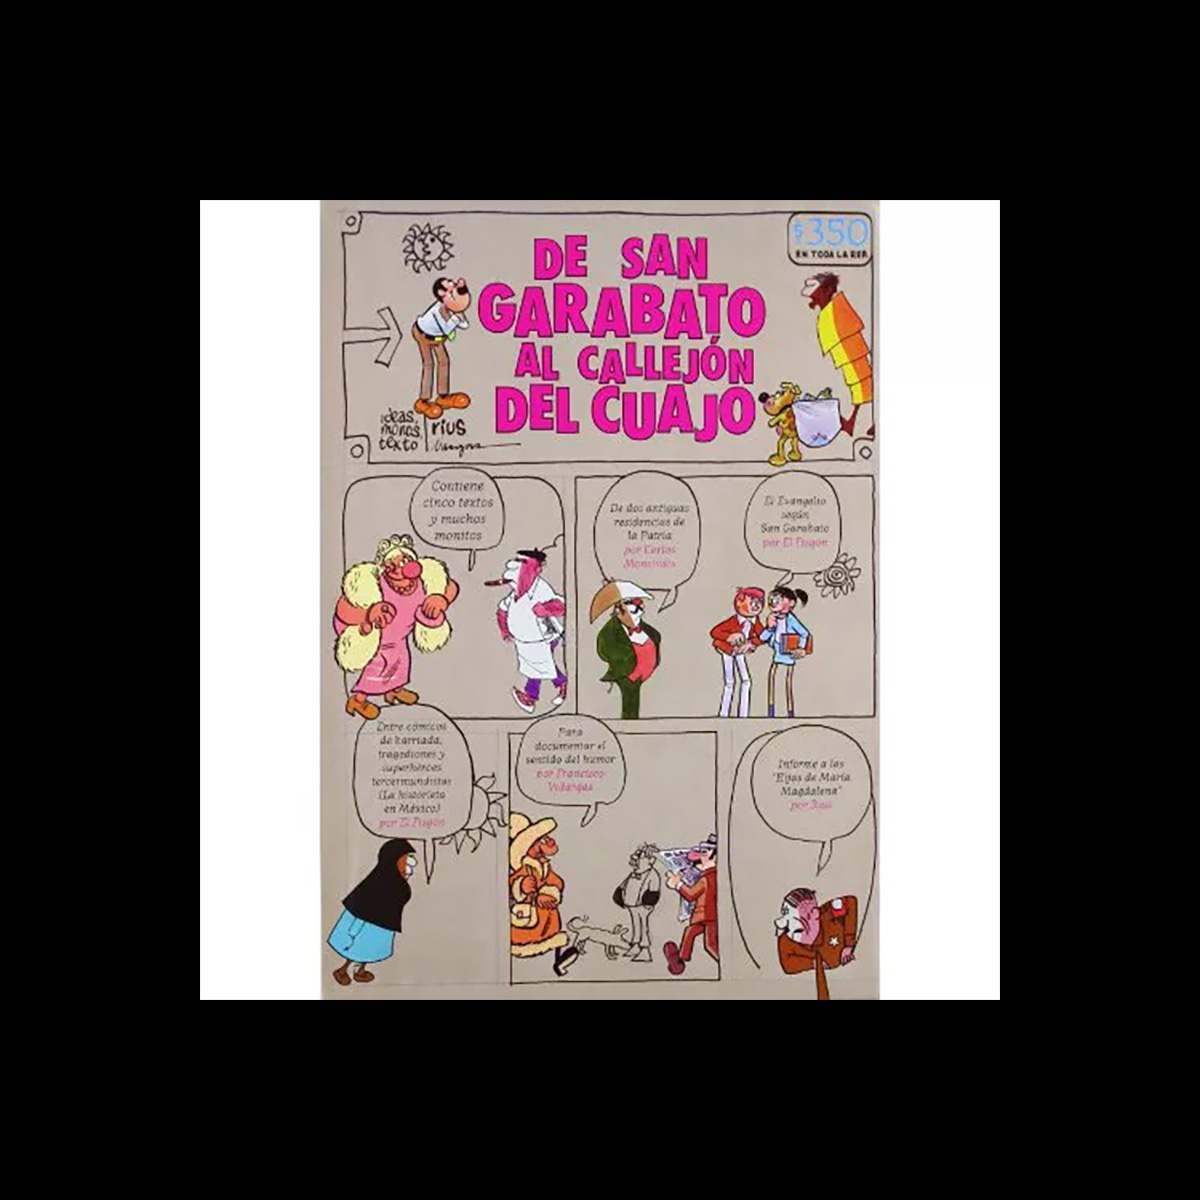 $350
EN TODA LA REP.
DE SAN
GARABATO
AL CALLEJÓN
DEL CUAJO
ideas,
monos,
texto
rius
Contiene
cinco textos
y muchos
monitos
De dos antiguas
residencias de
la Patria
por Carlos
Monsiváis
El Evangelio
según
San Garabato
por El Fisgón
Entre cómicos
de barriada,
tragediones y
superhéroes
tercermundistas
(La historieta
en México)
por El Fisgón
Para
documentar el
sentido del humor
por Francisco
Informe a las
"Hijas de María
Magdalena"
por